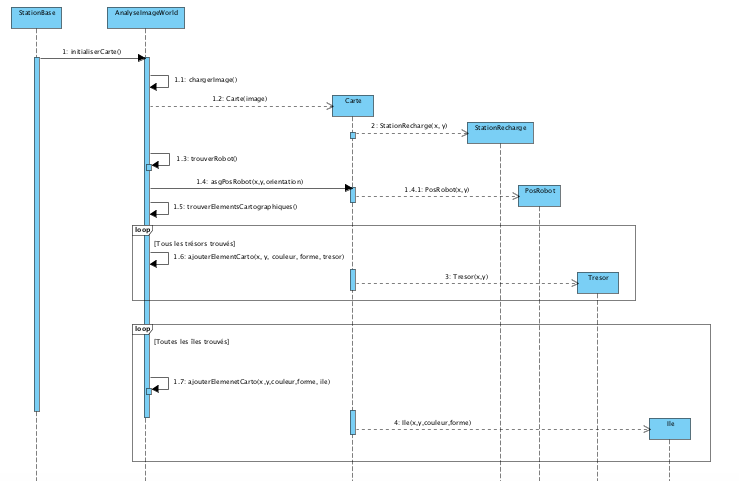 StationBase
AnalyseImageWorld
1: initialiserCarte()
1.1: chargerImage()
1.2: Carte(image)
Carte
2: StationRecharge(x, y)
StationRecharge
1.3: trouverRobot()
1.4: asgPosRobot(x,y,orientation)
1.4.1: PosRobot(x,y)
PosRobot
1.5: trouverElementsCartographiques()
loop
[Tous les trésors trouvés]
1.6: ajouterElementCarto(x, y, couleur, forme, tresor)
3: Tresor(x,y)
Tresor
loop
[Toutes les îles trouvés]
1.7: ajouterElemenetCarto(x,y,couleur,forme, ile)
4: Ile(x,y,couleur,forme)
Ile